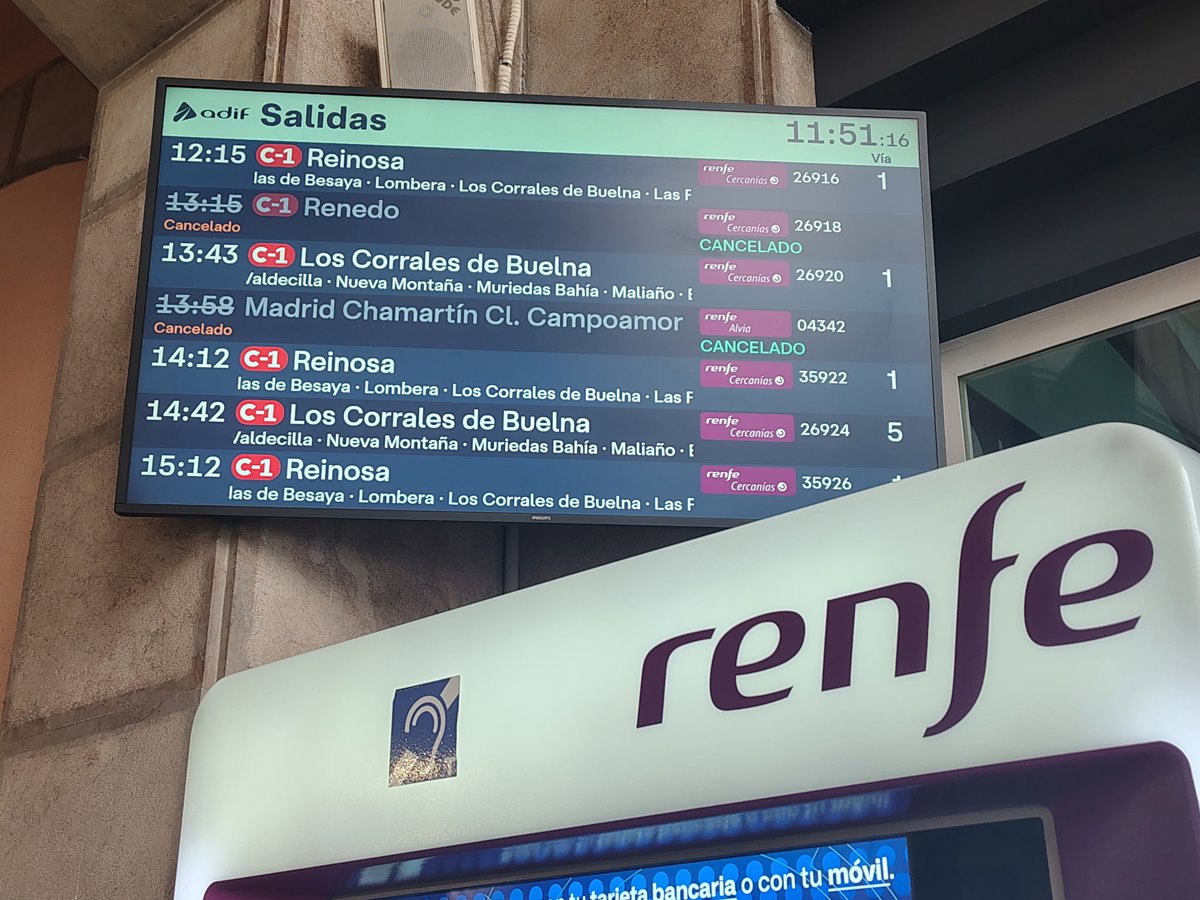 adif Salidas 11:51:16
Vía
12:15 C-1 Reinosa renfe Cercanías 26916 1
las de Besaya · Lombera · Los Corrales de Buelna · Las
13:15 C-1 Renedo renfe Cercanías 26918
Cancelado CANCELADO
13:43 C-1 Los Corrales de Buelna renfe Cercanías 26920 1
/aldecilla · Nueva Montaña · Muriedas Bahía · Maliaño ·
13:58 Madrid Chamartín Cl. Campoamor renfe Alvia 04342
Cancelado CANCELADO
14:12 C-1 Reinosa renfe Cercanías 35922 1
las de Besaya · Lombera · Los Corrales de Buelna · Las
14:42 C-1 Los Corrales de Buelna renfe Cercanías 26924 5
/aldecilla · Nueva Montaña · Muriedas Bahía · Maliaño ·
15:12 C-1 Reinosa renfe Cercanías 35926
las de Besaya · Lombera · Los Corrales de Buelna · Las
PHILIPS
renfe
tu tarjeta bancaria o con tu móvil.